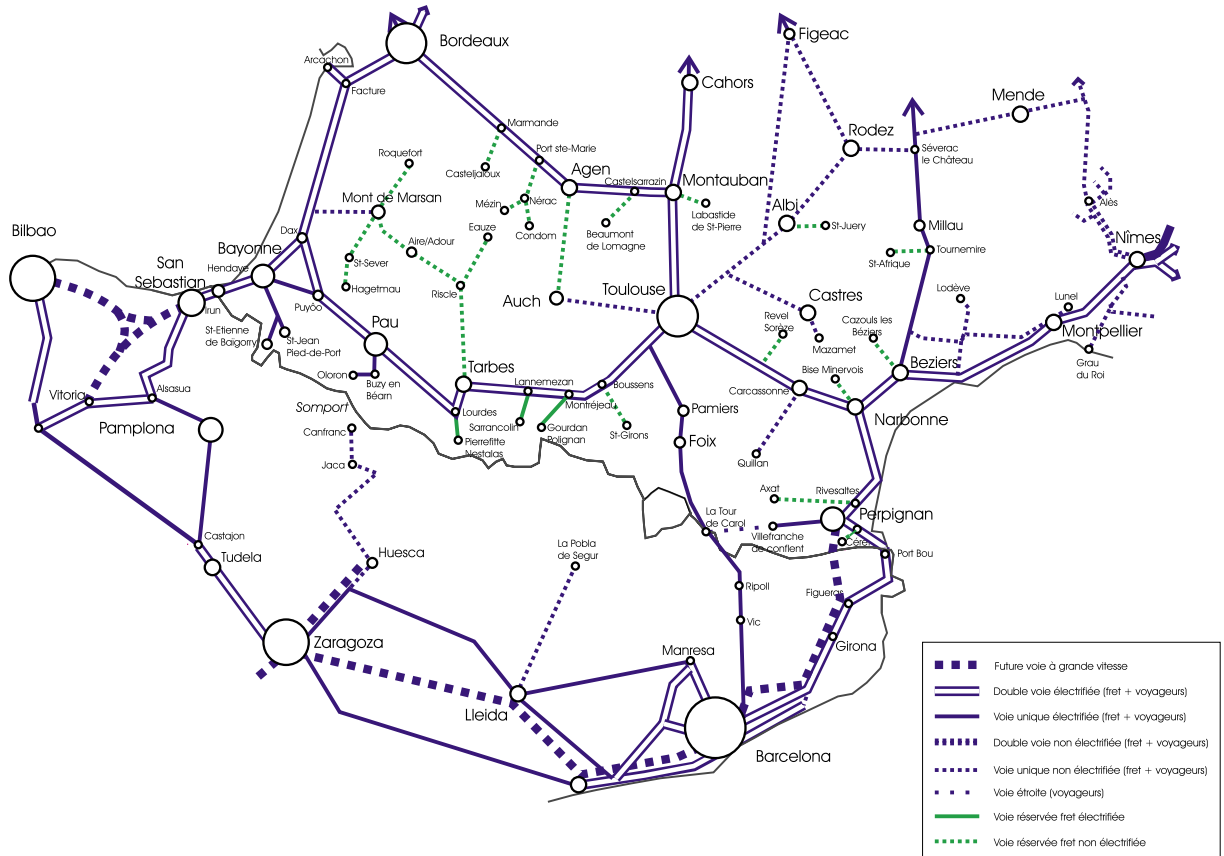 Bordeaux
Figeac
Arcachon
Facture
Cahors
Mende
Marmande
Rodez
Séverac
le Château
Roquefort
Port ste-Marie
Casteljaloux
Agen
Castelsarrazin
Montauban
Mont de Marsan
Mézin
Nérac
Condom
Beaumont
de Lomagne
Labastide
de St-Pierre
Albi
St-Juery
Millau
Alès
Bilbao
Dax
Bayonne
Eauze
Aire/Adour
Tournemire
St-Afrique
Nîmes
San
Sebastian
Hendaye
St-Sever
Hagetmau
Riscle
Auch
Toulouse
Castres
Lodève
Lunel
Irun
Puyôo
St-Etienne
de Baïgorry
St-Jean
Pied-de-Port
Pau
Revel
Sorèze
Mazamet
Cazouls les
Béziers
Montpellier
Grau
du Roi
Oloron
Buzy en
Béarn
Tarbes
Lannemezan
Boussens
Carcassonne
Bise Minervois
Beziers
Vitoria
Alsasua
Somport
Lourdes
Sarrancolin
Montréjeau
Gourdan
Polignan
St-Girons
Pamiers
Narbonne
Pamplona
Canfranc
Pierrefitte
Nestalas
Foix
Quillan
Jaca
Axat
Rivesaltes
Perpignan
La Tour
de Carol
Villefranche
de conflent
Céret
Port Bou
Castajon
Tudela
Huesca
La Pobla
de Segur
Ripoll
Figueras
Vic
Zaragoza
Manresa
Girona
Lleida
Barcelona
Future voie à grande vitesse
Double voie électrifiée (fret + voyageurs)
Voie unique électrifiée (fret + voyageurs)
Double voie non électrifiée (fret + voyageurs)
Voie unique non électrifiée (fret + voyageurs)
Voie étroite (voyageurs)
Voie réservée fret électrifiée
Voie réservée fret non électrifiée